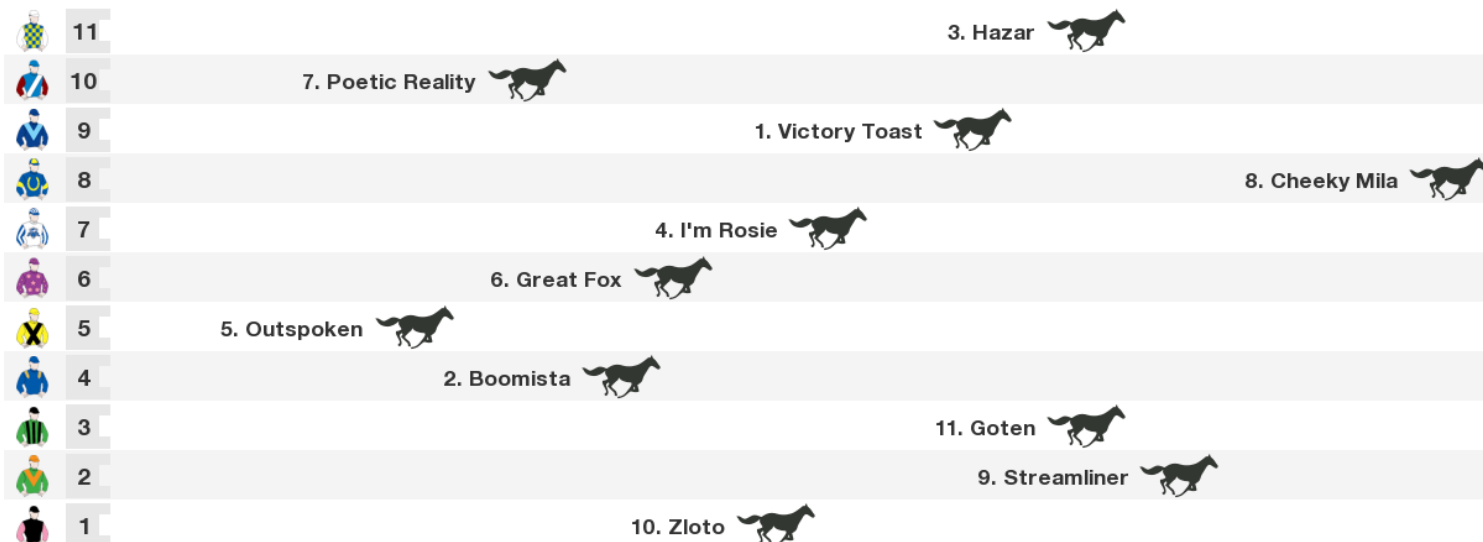 11 3. Hazar
10 7. Poetic Reality
9 1. Victory Toast
8 8. Cheeky Mila
7 4. I'm Rosie
6 6. Great Fox
5 5. Outspoken
4 2. Boomista
3 11. Goten
2 9. Streamliner
1 10. Zloto